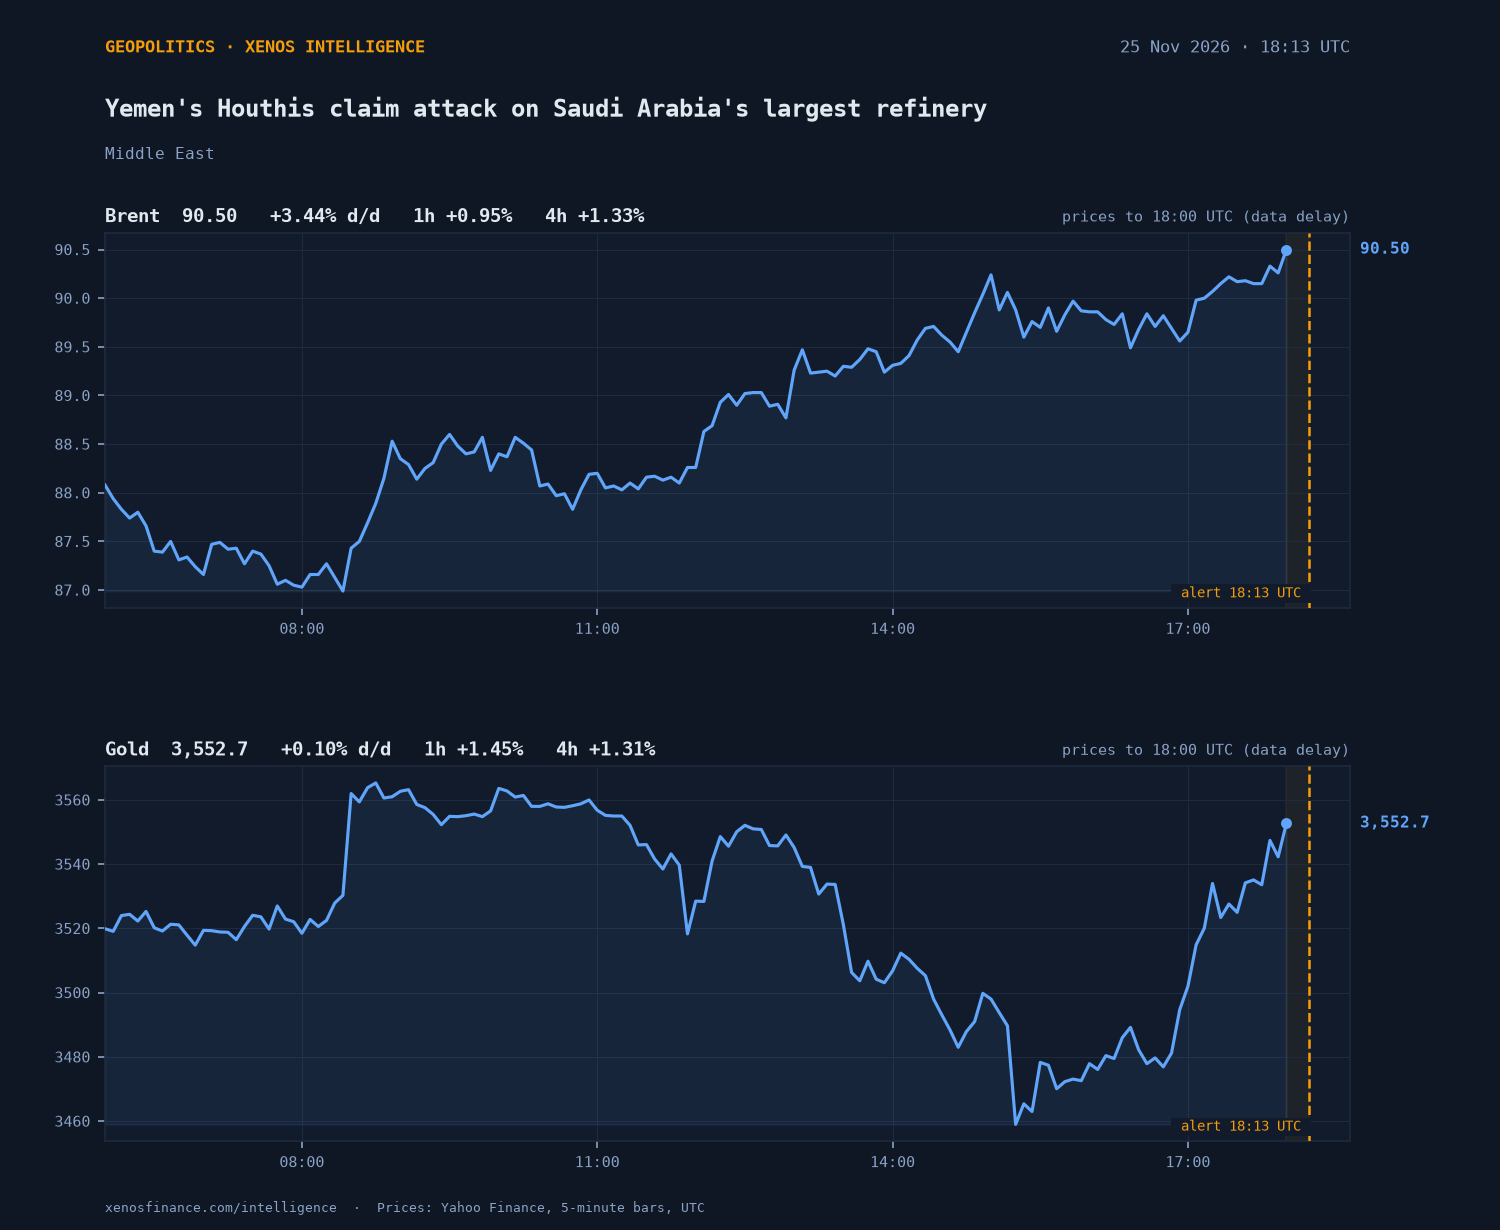 GEOPOLITICS · XENOS INTELLIGENCE
25 Nov 2026 · 18:13 UTC
Yemen's Houthis claim attack on Saudi Arabia's largest refinery
Middle East
Brent 90.50 +3.44% d/d 1h +0.95% 4h +1.33%
prices to 18:00 UTC (data delay)
90.5
90.0
89.5
89.0
88.5
88.0
87.5
87.0
90.50
alert 18:13 UTC
08:00
11:00
14:00
17:00
Gold 3,552.7 +0.10% d/d 1h +1.45% 4h +1.31%
prices to 18:00 UTC (data delay)
3560
3540
3520
3500
3480
3460
3,552.7
alert 18:13 UTC
08:00
11:00
14:00
17:00
xenosfinance.com/intelligence · Prices: Yahoo Finance, 5-minute bars, UTC